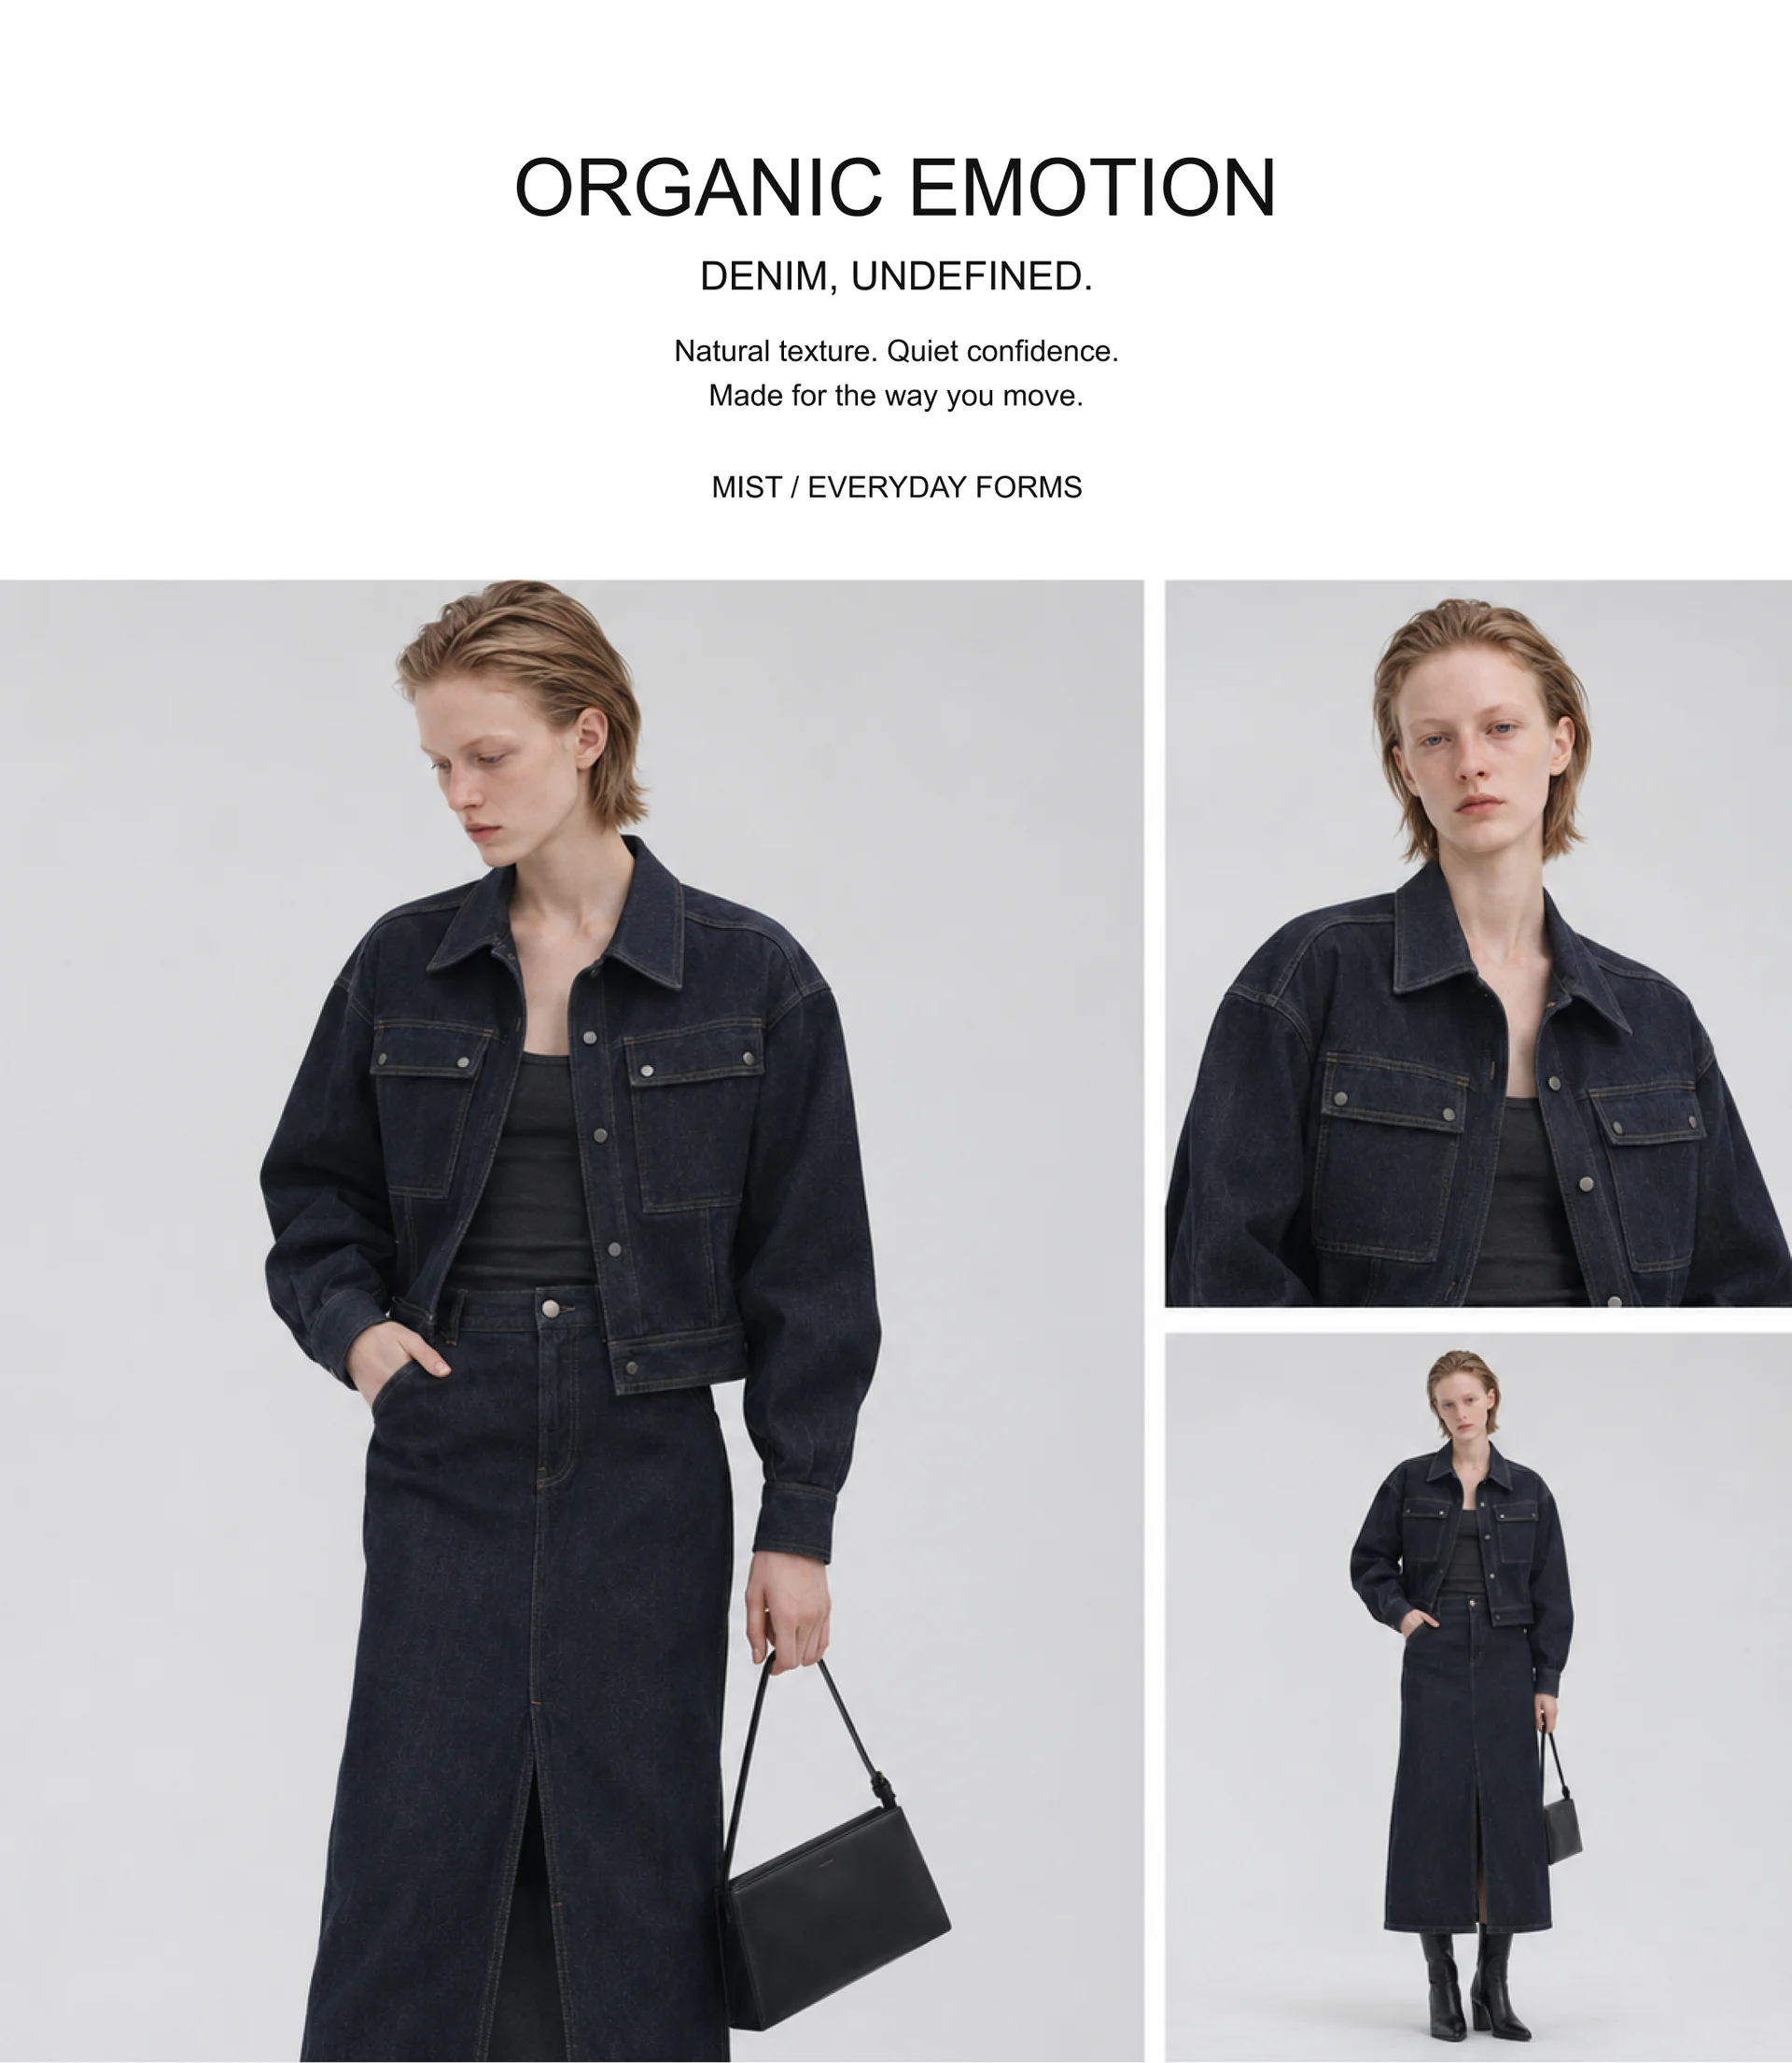 ORGANIC EMOTION
DENIM, UNDEFINED.
Natural texture. Quiet confidence.
Made for the way you move.
MIST / EVERYDAY FORMS